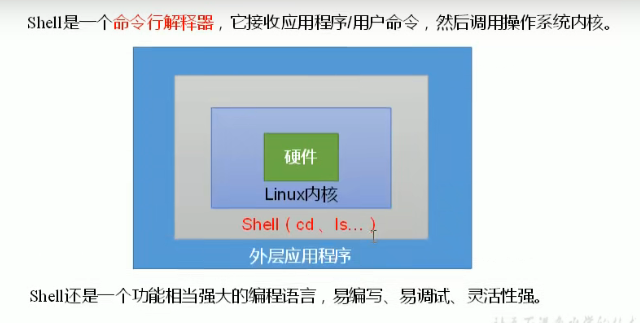 Shell是一个命令行解释器，它接收应用程序/用户命令，然后调用操作系统内核。
硬件
Linux内核
Shell（cd 、ls...）
外层应用程序
Shell还是一个功能相当强大的编程语言，易编写、易调试、灵活性强。